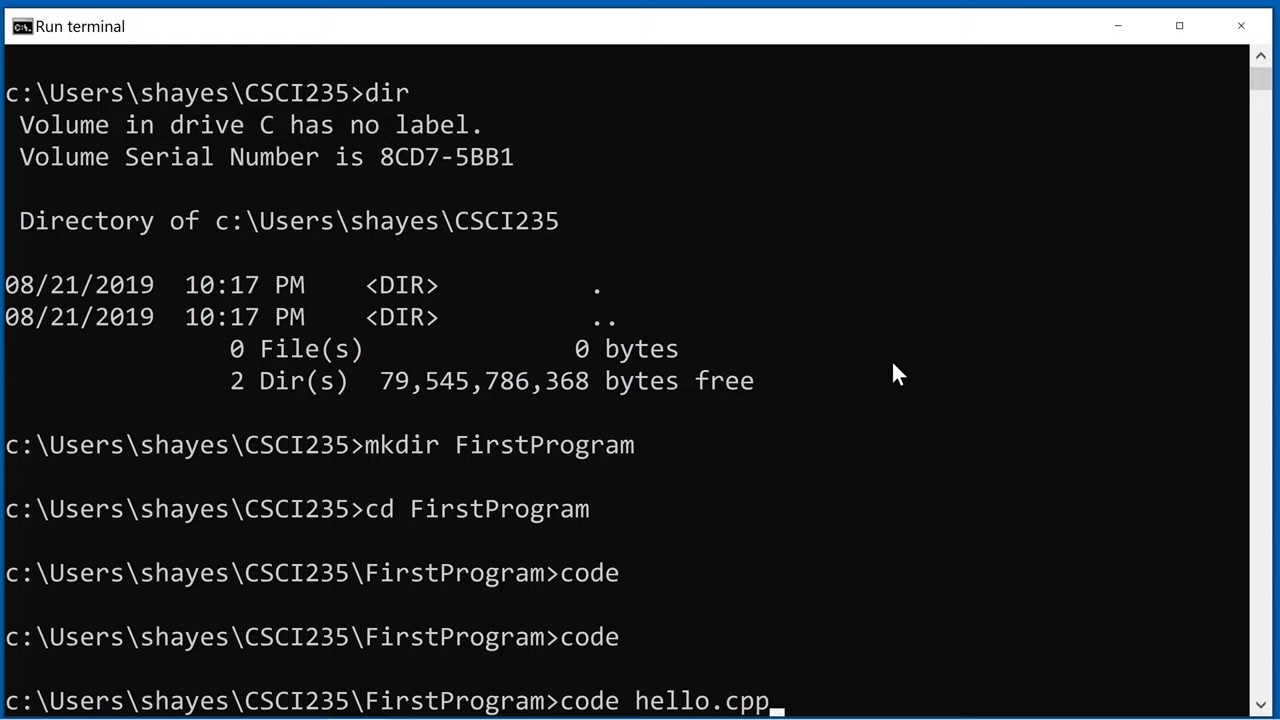 Run terminal
c:\Users\shayes\CSCI235>dir
Volume in drive C has no label.
Volume Serial Number is 8CD7-5BB1
Directory of c:\Users\shayes\CSCI235
08/21/2019  10:17 PM    <DIR>          .
08/21/2019  10:17 PM    <DIR>          ..
0 File(s)              0 bytes
2 Dir(s)  79,545,786,368 bytes free
c:\Users\shayes\CSCI235>mkdir FirstProgram
c:\Users\shayes\CSCI235>cd FirstProgram
c:\Users\shayes\CSCI235\FirstProgram>code
c:\Users\shayes\CSCI235\FirstProgram>code
c:\Users\shayes\CSCI235\FirstProgram>code hello.cpp